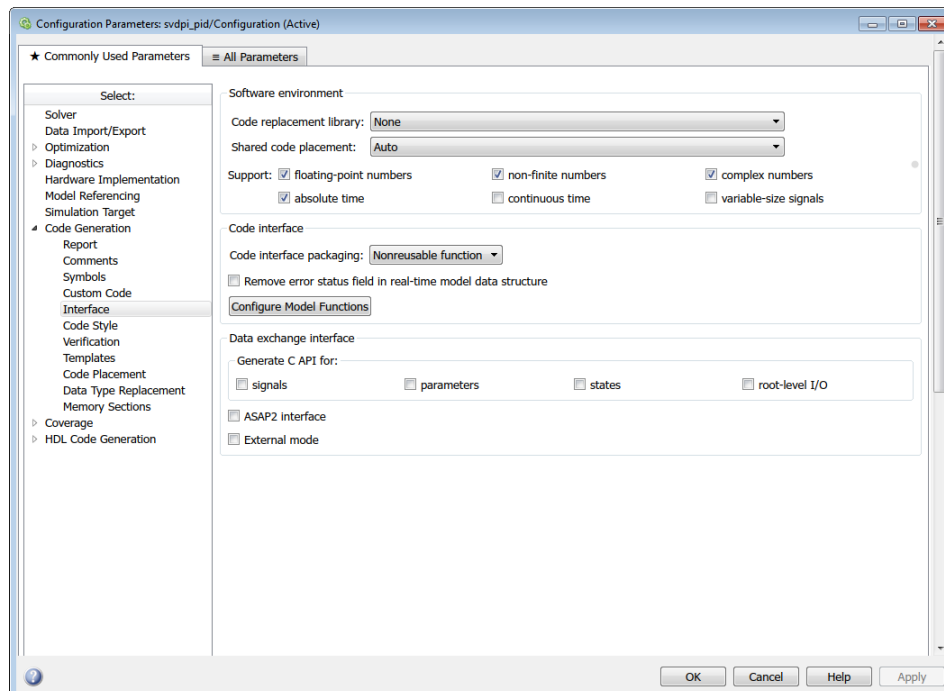 Configuration Parameters: svdpi_pid/Configuration (Active)
★ Commonly Used Parameters
≡ All Parameters
Select:
Solver
Data Import/Export
Optimization
Diagnostics
Hardware Implementation
Model Referencing
Simulation Target
Code Generation
Report
Comments
Symbols
Custom Code
Interface
Code Style
Verification
Templates
Code Placement
Data Type Replacement
Memory Sections
Coverage
HDL Code Generation
Software environment
Code replacement library: None
Shared code placement: Auto
Support: floating-point numbers non-finite numbers complex numbers
absolute time continuous time variable-size signals
Code interface
Code interface packaging: Nonreusable function
Remove error status field in real-time model data structure
Configure Model Functions
Data exchange interface
Generate C API for:
signals parameters states root-level I/O
ASAP2 interface
External mode
OK Cancel Help Apply